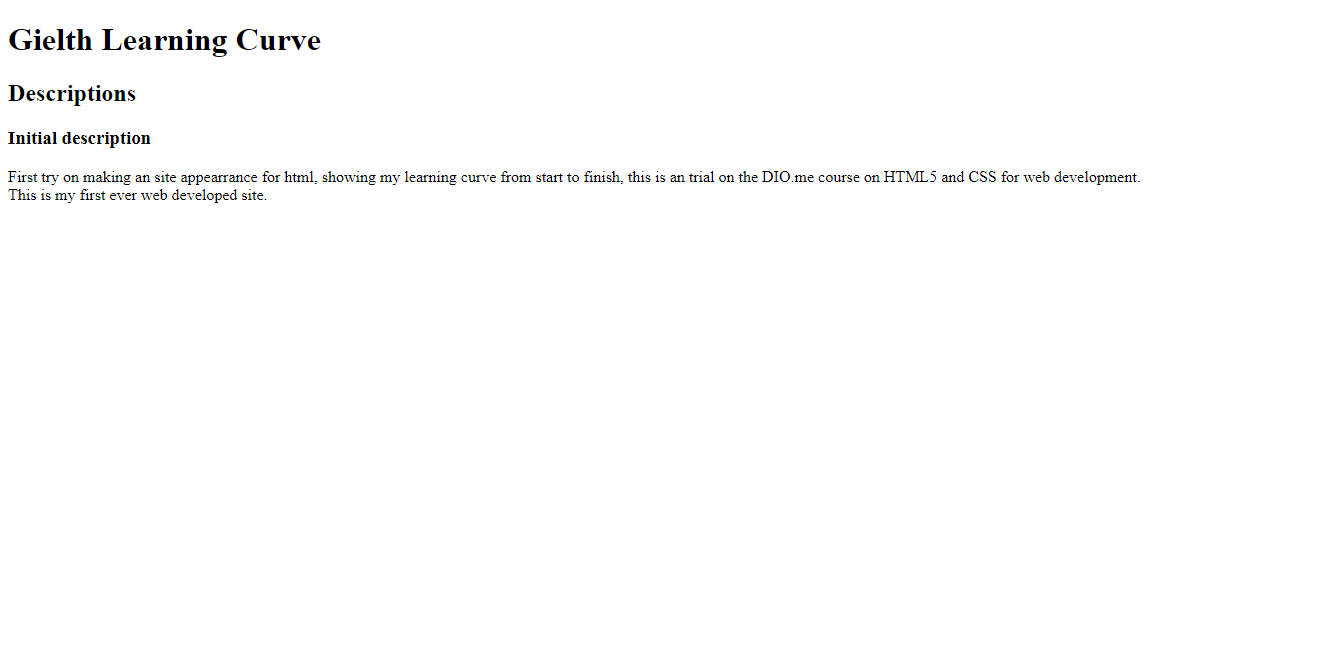 Gielth Learning Curve
Descriptions
Initial description
First try on making an site appearrance for html, showing my learning curve from start to finish, this is an trial on the DIO.me course on HTML5 and CSS for web development.
This is my first ever web developed site.